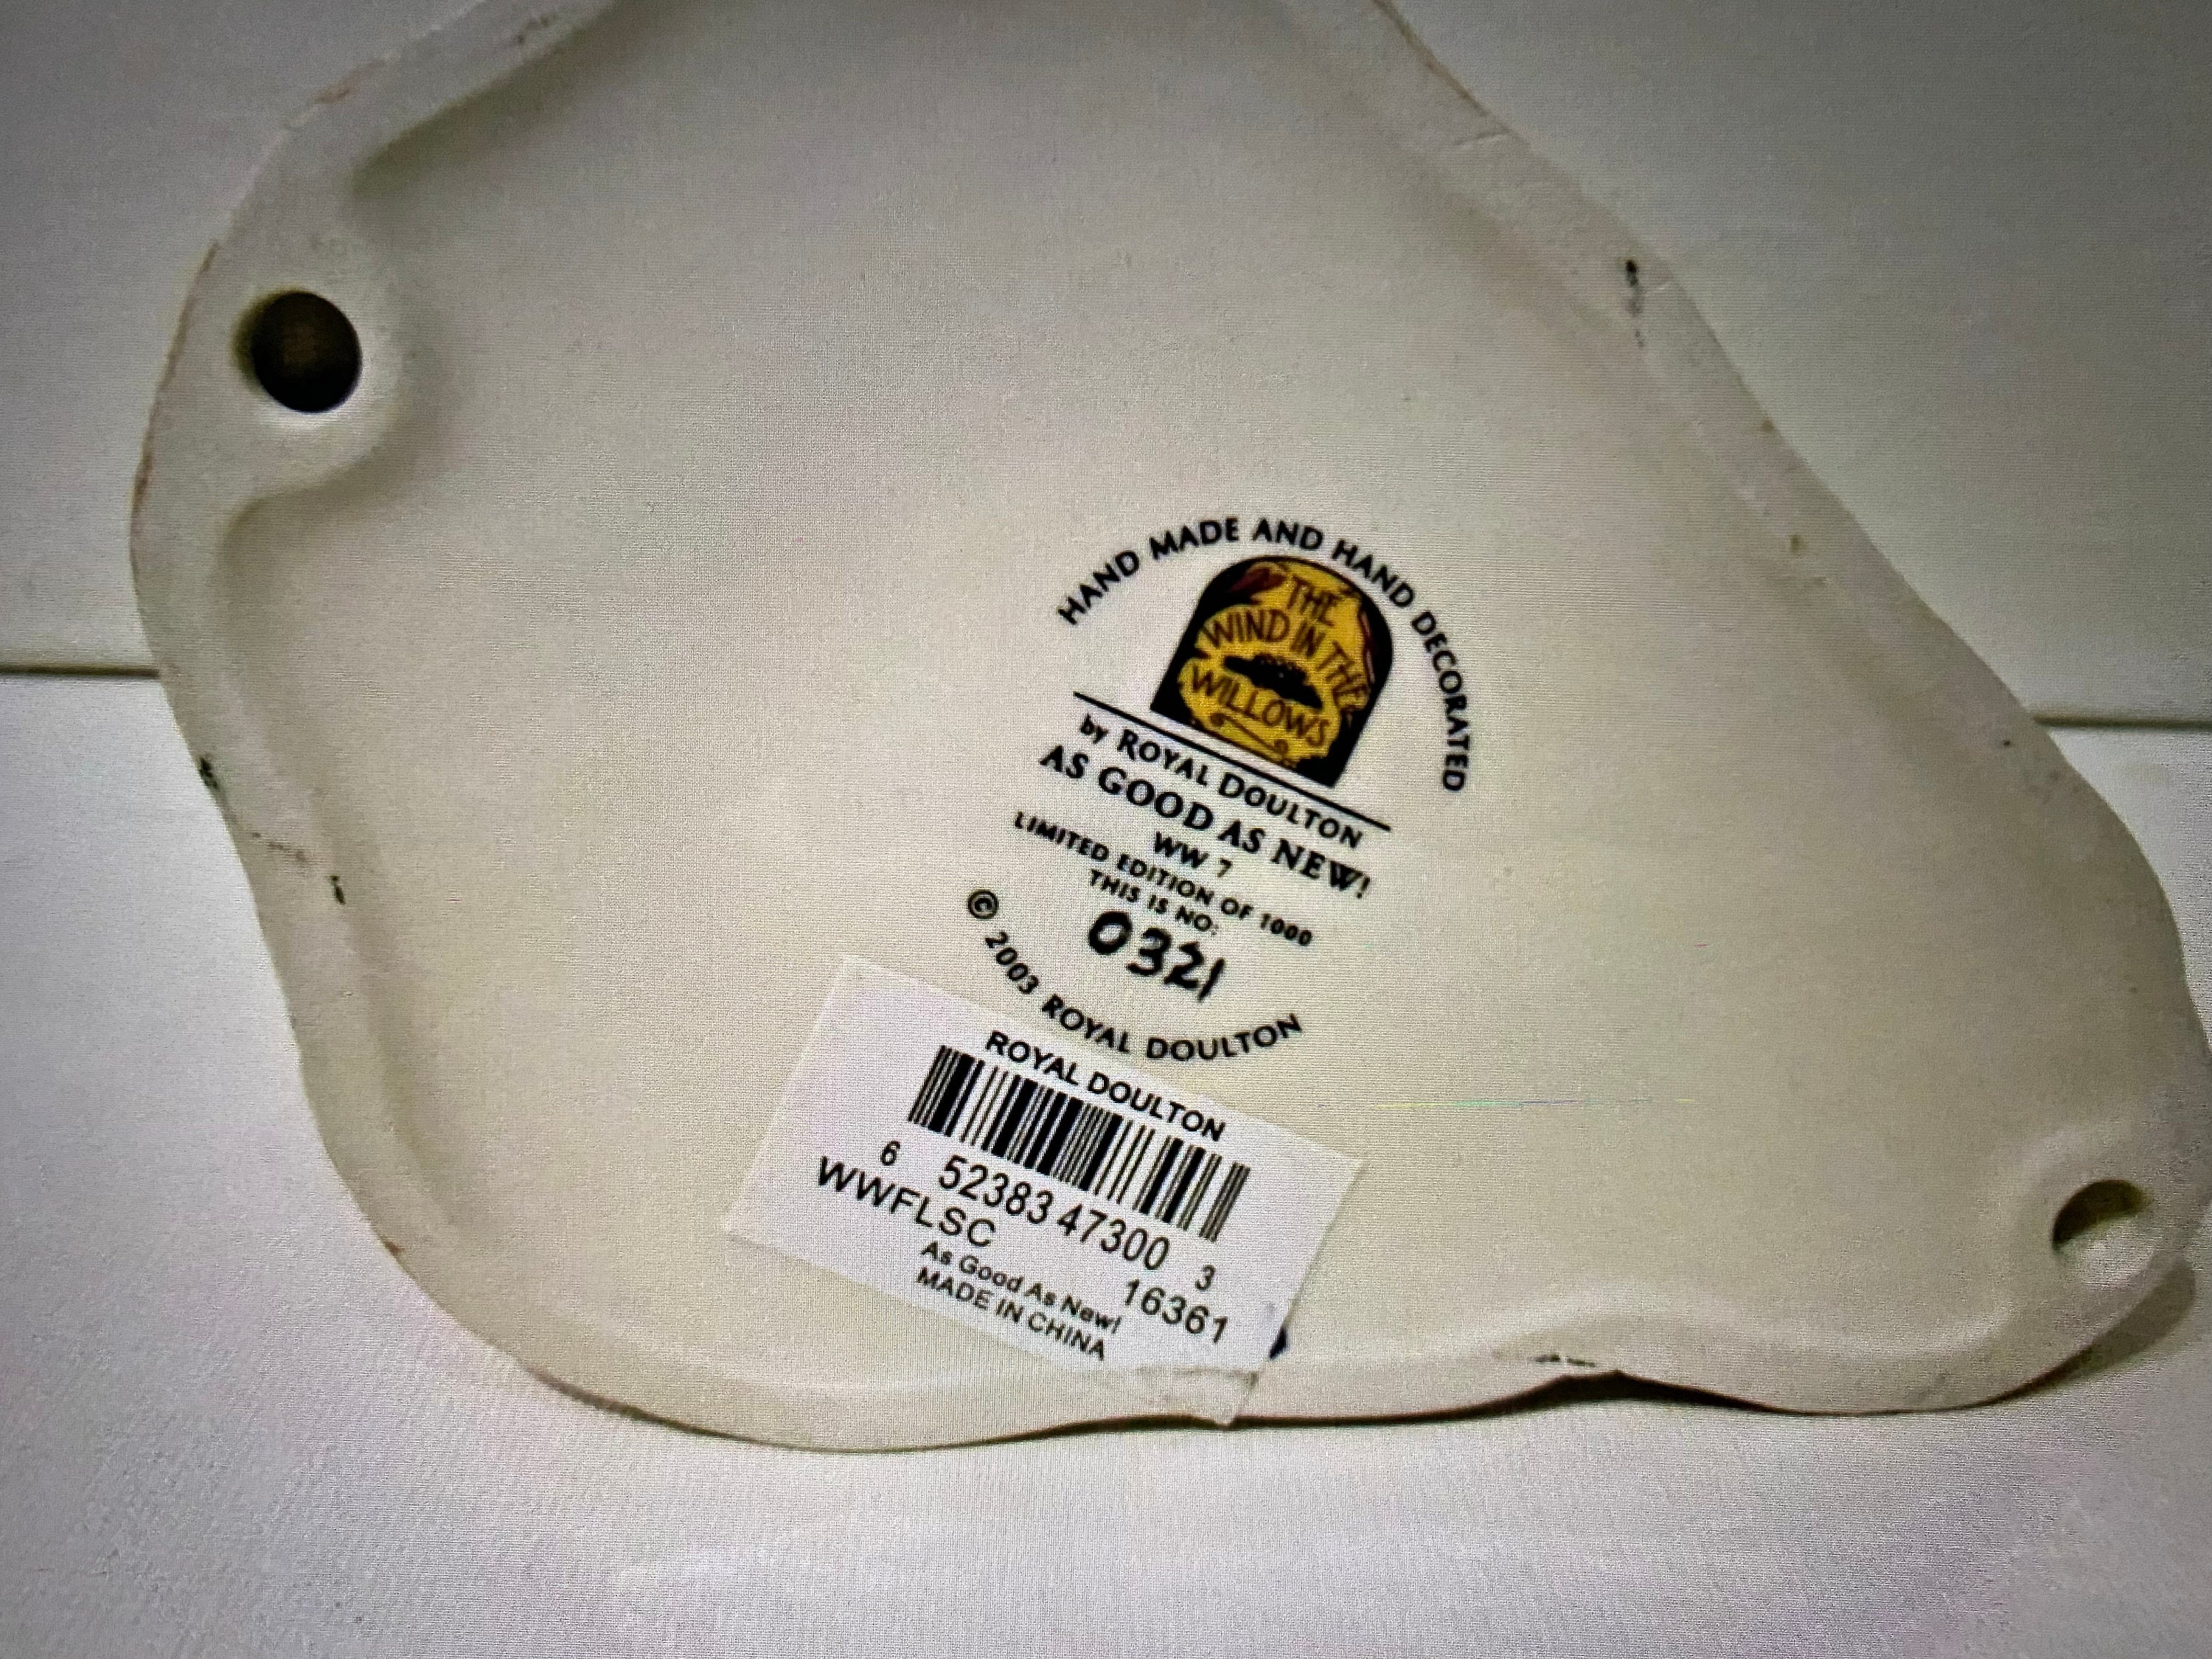 HAND MADE AND HAND DECORATED
THE
WIND IN THE
WILLOWS
by ROYAL DOULTON
AS GOOD AS NEW!
WW 7
LIMITED EDITION OF 1000
THIS IS NO:
0321
© 2003 ROYAL DOULTON
ROYAL DOULTON
6 52383 47300 3
WWFLSC 16361
As Good As New!
MADE IN CHINA